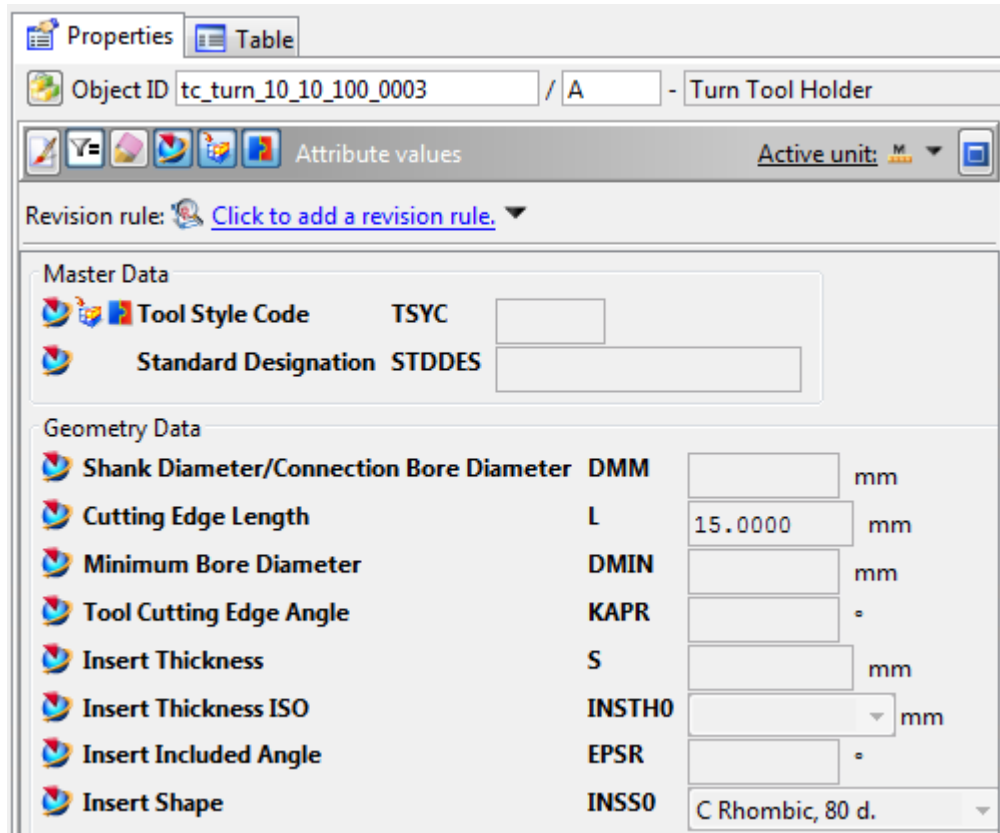 Properties Table
Object ID tc_turn_10_10_100_0003 / A - Turn Tool Holder
Attribute values Active unit: M
Revision rule: Click to add a revision rule.
Master Data
Tool Style Code TSYC
Standard Designation STDDES
Geometry Data
Shank Diameter/Connection Bore Diameter DMM mm
Cutting Edge Length L 15.0000 mm
Minimum Bore Diameter DMIN mm
Tool Cutting Edge Angle KAPR °
Insert Thickness S mm
Insert Thickness ISO INSTH0 mm
Insert Included Angle EPSR °
Insert Shape INSS0 C Rhombic, 80 d.